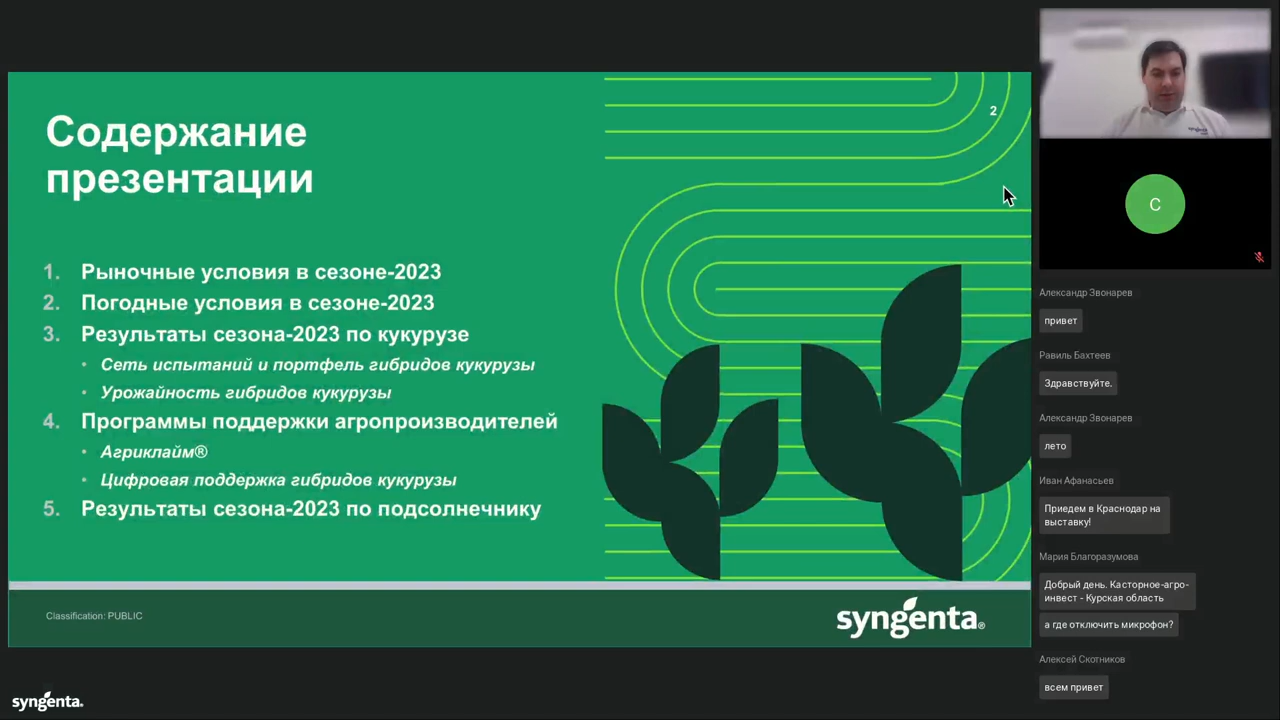 Содержание
презентации
2
1. Рыночные условия в сезоне-2023
2. Погодные условия в сезоне-2023
3. Результаты сезона-2023 по кукурузе
• Сеть испытаний и портфель гибридов кукурузы
• Урожайность гибридов кукурузы
4. Программы поддержки агропроизводителей
• Агриклайм®
• Цифровая поддержка гибридов кукурузы
5. Результаты сезона-2023 по подсолнечнику
Classification: PUBLIC
syngenta®
syngenta.
syngenta
C
Александр Звонарев
привет
Равиль Бахтеев
Здравствуйте.
Александр Звонарев
лето
Иван Афанасьев
Приедем в Краснодар на
выставку!
Мария Благоразумова
Добрый день. Касторное-агро-
инвест - Курская область
а где отключить микрофон?
Алексей Скотников
всем привет